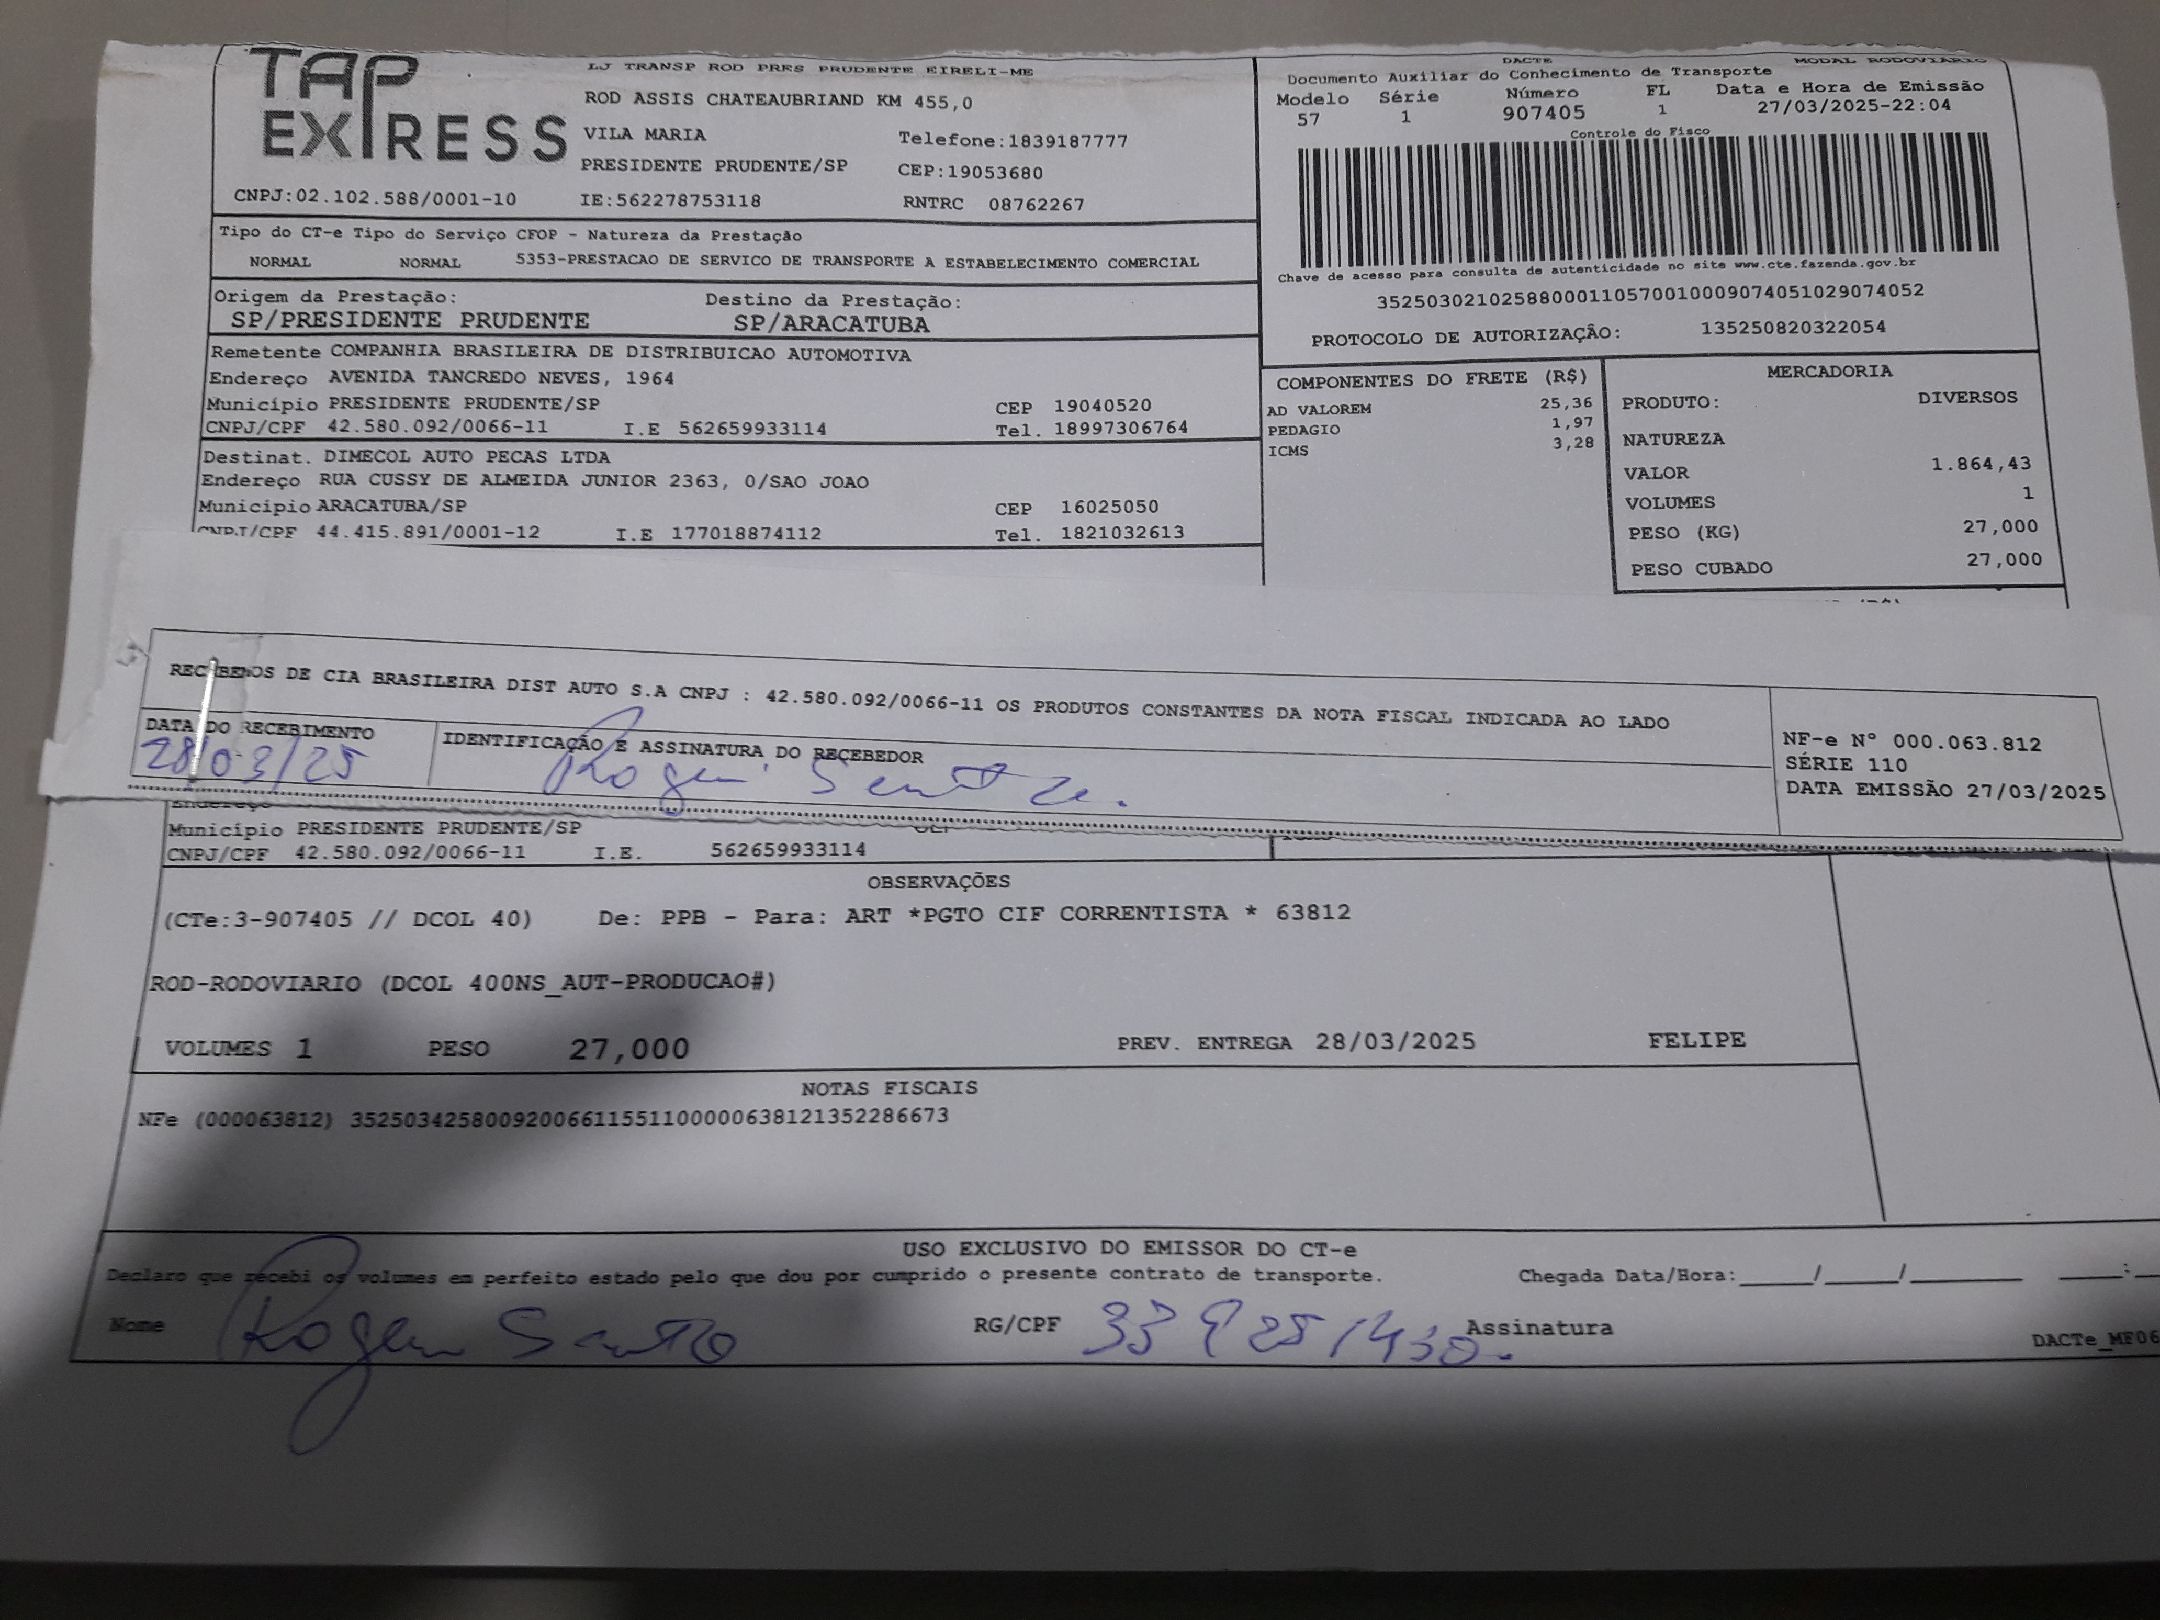 TAP EXPRESS
LJ TRANSP ROD PRES PRUDENTE EIRELI-ME
ROD ASSIS CHATEAUBRIAND KM 455,0
VILA MARIA Telefone:1839187777
PRESIDENTE PRUDENTE/SP CEP:19053680
CNPJ:02.102.588/0001-10 IE:562278753118 RNTRC 08762267
DACTE MODAL RODOVIARIO
Documento Auxiliar do Conhecimento de Transporte
Modelo Série Número FL Data e Hora de Emissão
57 1 907405 1 27/03/2025-22:04
Controle do Fisco
Chave de acesso para consulta de autenticidade no site www.cte.fazenda.gov.br
35250302102588000110570010009074051029074052
PROTOCOLO DE AUTORIZAÇÂO: 135250820322054
Tipo do CT-e Tipo do Serviço CFOP - Natureza da Prestação
NORMAL NORMAL 5353-PRESTACAO DE SERVICO DE TRANSPORTE A ESTABELECIMENTO COMERCIAL
Origem da Prestação: Destino da Prestação:
SP/PRESIDENTE PRUDENTE SP/ARACATUBA
Remetente COMPANHIA BRASILEIRA DE DISTRIBUICAO AUTOMOTIVA
Endereço AVENIDA TANCREDO NEVES, 1964
Município PRESIDENTE PRUDENTE/SP CEP 19040520
CNPJ/CPF 42.580.092/0066-11 I.E 562659933114 Tel. 18997306764
Destinat. DIMECOL AUTO PECAS LTDA
Endereço RUA CUSSY DE ALMEIDA JUNIOR 2363, 0/SAO JOAO
Município ARACATUBA/SP CEP 16025050
CNPJ/CPF 44.415.891/0001-12 I.E 177018874112 Tel. 1821032613
COMPONENTES DO FRETE (R$)
AD VALOREM 25,36
PEDAGIO 1,97
ICMS 3,28
MERCADORIA
PRODUTO: DIVERSOS
NATUREZA
VALOR 1.864,43
VOLUMES 1
PESO (KG) 27,000
PESO CUBADO 27,000
RECEBEMOS DE CIA BRASILEIRA DIST AUTO S.A CNPJ : 42.580.092/0066-11 OS PRODUTOS CONSTANTES DA NOTA FISCAL INDICADA AO LADO
DATA DO RECEBIMENTO IDENTIFICAÇÃO E ASSINATURA DO RECEBEDOR
28/03/25
NF-e N° 000.063.812
SÉRIE 110
DATA EMISSÃO 27/03/2025
Endereço
Município PRESIDENTE PRUDENTE/SP
CNPJ/CPF 42.580.092/0066-11 I.E. 562659933114
OBSERVAÇÕES
(CTe:3-907405 // DCOL 40) De: PPB - Para: ART *PGTO CIF CORRENTISTA * 63812
ROD-RODOVIARIO (DCOL 400NS_AUT-PRODUCAO#)
VOLUMES 1 PESO 27,000 PREV. ENTREGA 28/03/2025 FELIPE
NOTAS FISCAIS
NFe (000063812) 35250342580092006611551100000638121352286673
USO EXCLUSIVO DO EMISSOR DO CT-e
Declaro que recebi os volumes em perfeito estado pelo que dou por cumprido o presente contrato de transporte. Chegada Data/Hora:_____/_____/________ ____:__
Nome RG/CPF Assinatura
DACTe_MF06